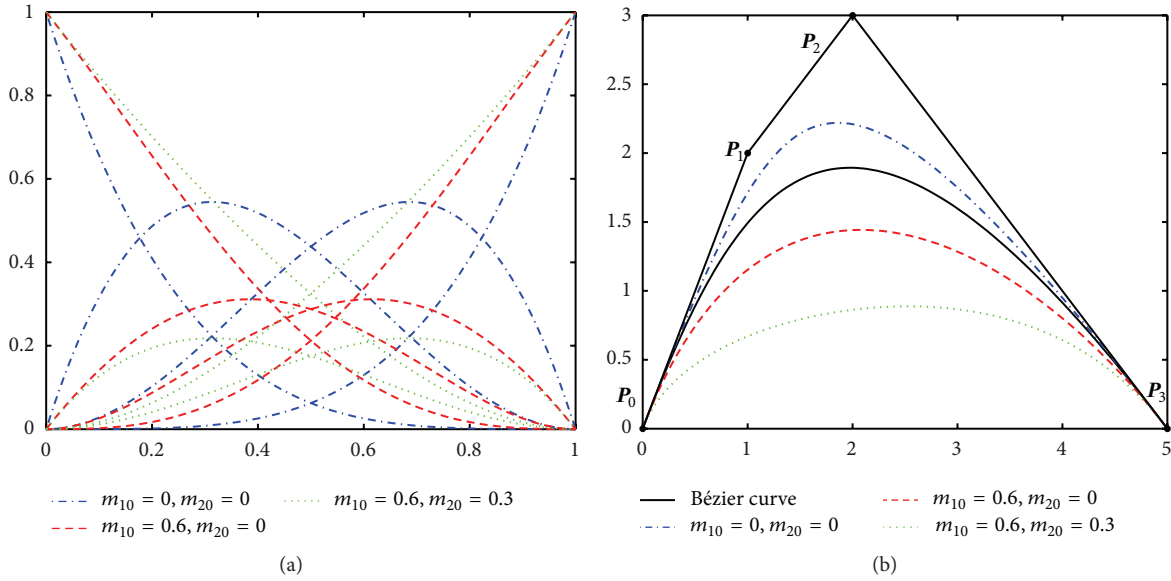 1
0.8
0.6
0.4
0.2
0
0.2
0.4
0.6
0.8
1
m₁₀ = 0, m₂₀ = 0
m₁₀ = 0.6, m₂₀ = 0.3
m₁₀ = 0.6, m₂₀ = 0
(a)
3
2.5
2
1.5
1
0.5
0
0
1
2
3
4
5
P₀
P₁
P₂
P₃
Bézier curve
m₁₀ = 0.6, m₂₀ = 0
m₁₀ = 0, m₂₀ = 0
m₁₀ = 0.6, m₂₀ = 0.3
(b)